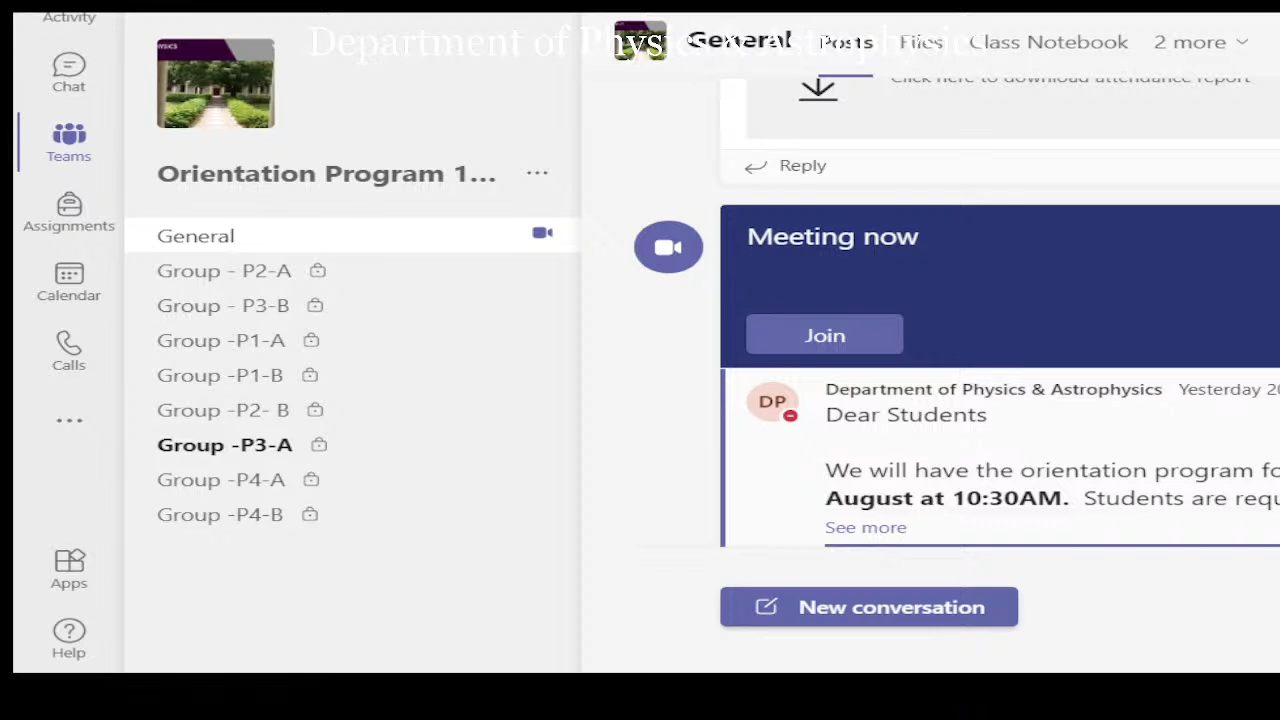 Department of Physics & Astrophysics
Activity
Chat
Teams
Assignments
Calendar
Calls
Apps
Help
Orientation Program 1...
General
Group - P2-A
Group - P3-B
Group -P1-A
Group -P1-B
Group -P2- B
Group -P3-A
Group -P4-A
Group -P4-B
General Posts Files Class Notebook 2 more
Click here to download attendance report
Reply
Meeting now
Join
DP
Department of Physics & Astrophysics Yesterday
Dear Students
We will have the orientation program
August at 10:30AM. Students are
See more
New conversation